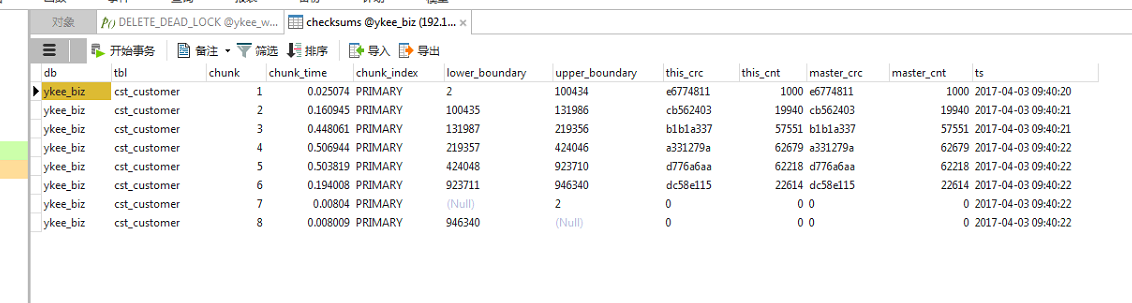 对象 DELETE_DEAD_LOCK @ykee_w... checksums @ykee_biz (192.1...
开始事务 备注 筛选 排序 导入 导出
db tbl chunk chunk_time chunk_index lower_boundary upper_boundary this_crc this_cnt master_crc master_cnt ts
ykee_biz cst_customer 1 0.025074 PRIMARY 2 100434 e6774811 1000 e6774811 1000 2017-04-03 09:40:20
ykee_biz cst_customer 2 0.160945 PRIMARY 100435 131986 cb562403 19940 cb562403 19940 2017-04-03 09:40:21
ykee_biz cst_customer 3 0.448061 PRIMARY 131987 219356 b1b1a337 57551 b1b1a337 57551 2017-04-03 09:40:21
ykee_biz cst_customer 4 0.506944 PRIMARY 219357 424046 a331279a 62679 a331279a 62679 2017-04-03 09:40:22
ykee_biz cst_customer 5 0.503819 PRIMARY 424048 923710 d776a6aa 62218 d776a6aa 62218 2017-04-03 09:40:22
ykee_biz cst_customer 6 0.194008 PRIMARY 923711 946340 dc58e115 22614 dc58e115 22614 2017-04-03 09:40:22
ykee_biz cst_customer 7 0.00804 PRIMARY (Null) 2 0 0 0 0 2017-04-03 09:40:22
ykee_biz cst_customer 8 0.008009 PRIMARY 946340 (Null) 0 0 0 0 2017-04-03 09:40:22